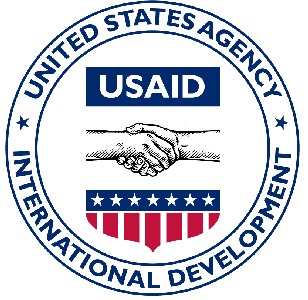 UNITED STATES AGENCY
USAID
INTERNATIONAL DEVELOPMENT